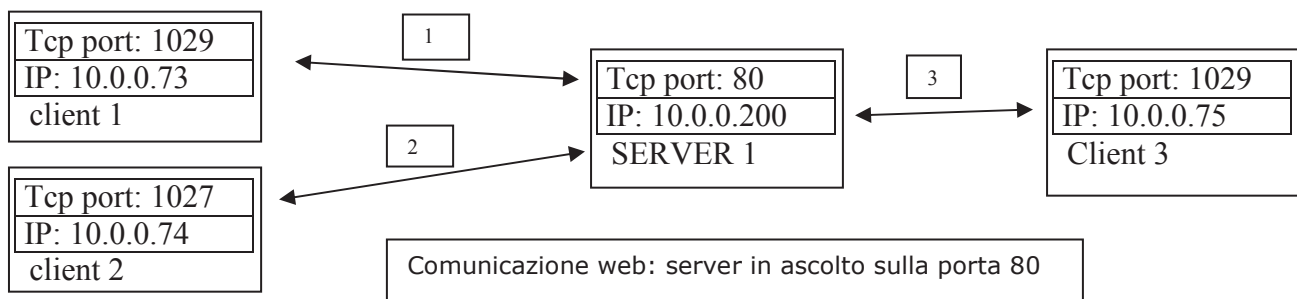 Tcp port: 1029
IP: 10.0.0.73
client 1
1
Tcp port: 80
IP: 10.0.0.200
SERVER 1
3
Tcp port: 1029
IP: 10.0.0.75
Client 3
2
Tcp port: 1027
IP: 10.0.0.74
client 2
Comunicazione web: server in ascolto sulla porta 80